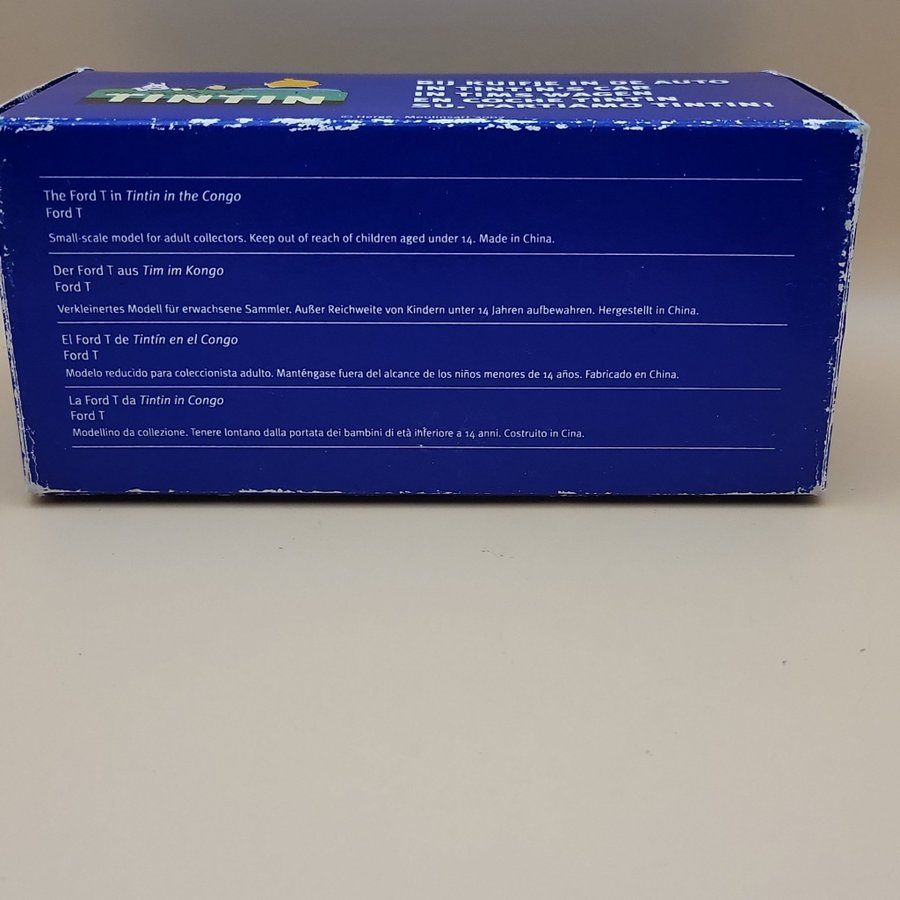 TINTIN
BIJ KUIFJE IN DE AUTO
IN TINTIN'S CAR
IN TIMS WAGEN
EN COCHE TINTIN
SU, PARTIAMO TINTIN!
© Hergé - Moulinsart
The Ford T in Tintin in the Congo
Ford T
Small-scale model for adult collectors. Keep out of reach of children aged under 14. Made in China.
Der Ford T aus Tim im Kongo
Ford T
Verkleinertes Modell für erwachsene Sammler. Außer Reichweite von Kindern unter 14 Jahren aufbewahren. Hergestellt in China.
El Ford T de Tintín en el Congo
Ford T
Modelo reducido para coleccionista adulto. Manténgase fuera del alcance de los niños menores de 14 años. Fabricado en China.
La Ford T da Tintin in Congo
Ford T
Modellino da collezione. Tenere lontano dalla portata dei bambini di età inferiore a 14 anni. Costruito in Cina.